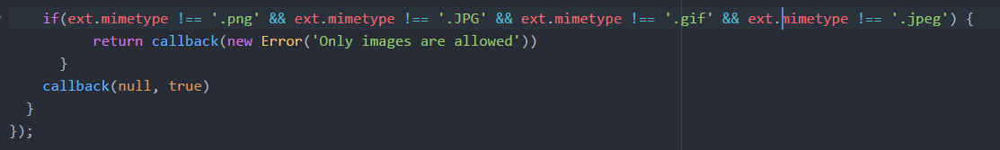 if(ext.mimetype !== '.png' && ext.mimetype !== '.JPG' && ext.mimetype !== '.gif' && ext.mimetype !== '.jpeg') {
return callback(new Error('Only images are allowed'))
}
callback(null, true)
}
});